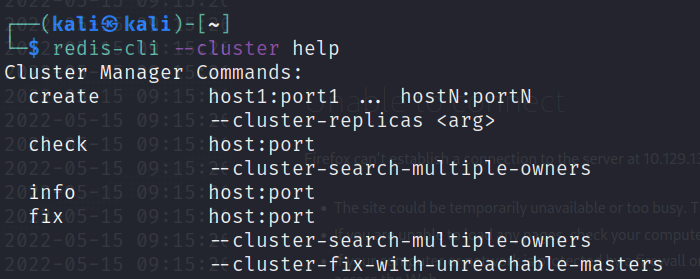 ┌──(kali㉿kali)-[~]
└─$ redis-cli --cluster help
Cluster Manager Commands:
  create         host1:port1 ... hostN:portN
                 --cluster-replicas <arg>
  check          host:port
                 --cluster-search-multiple-owners
  info           host:port
  fix            host:port
                 --cluster-search-multiple-owners
                 --cluster-fix-with-unreachable-masters